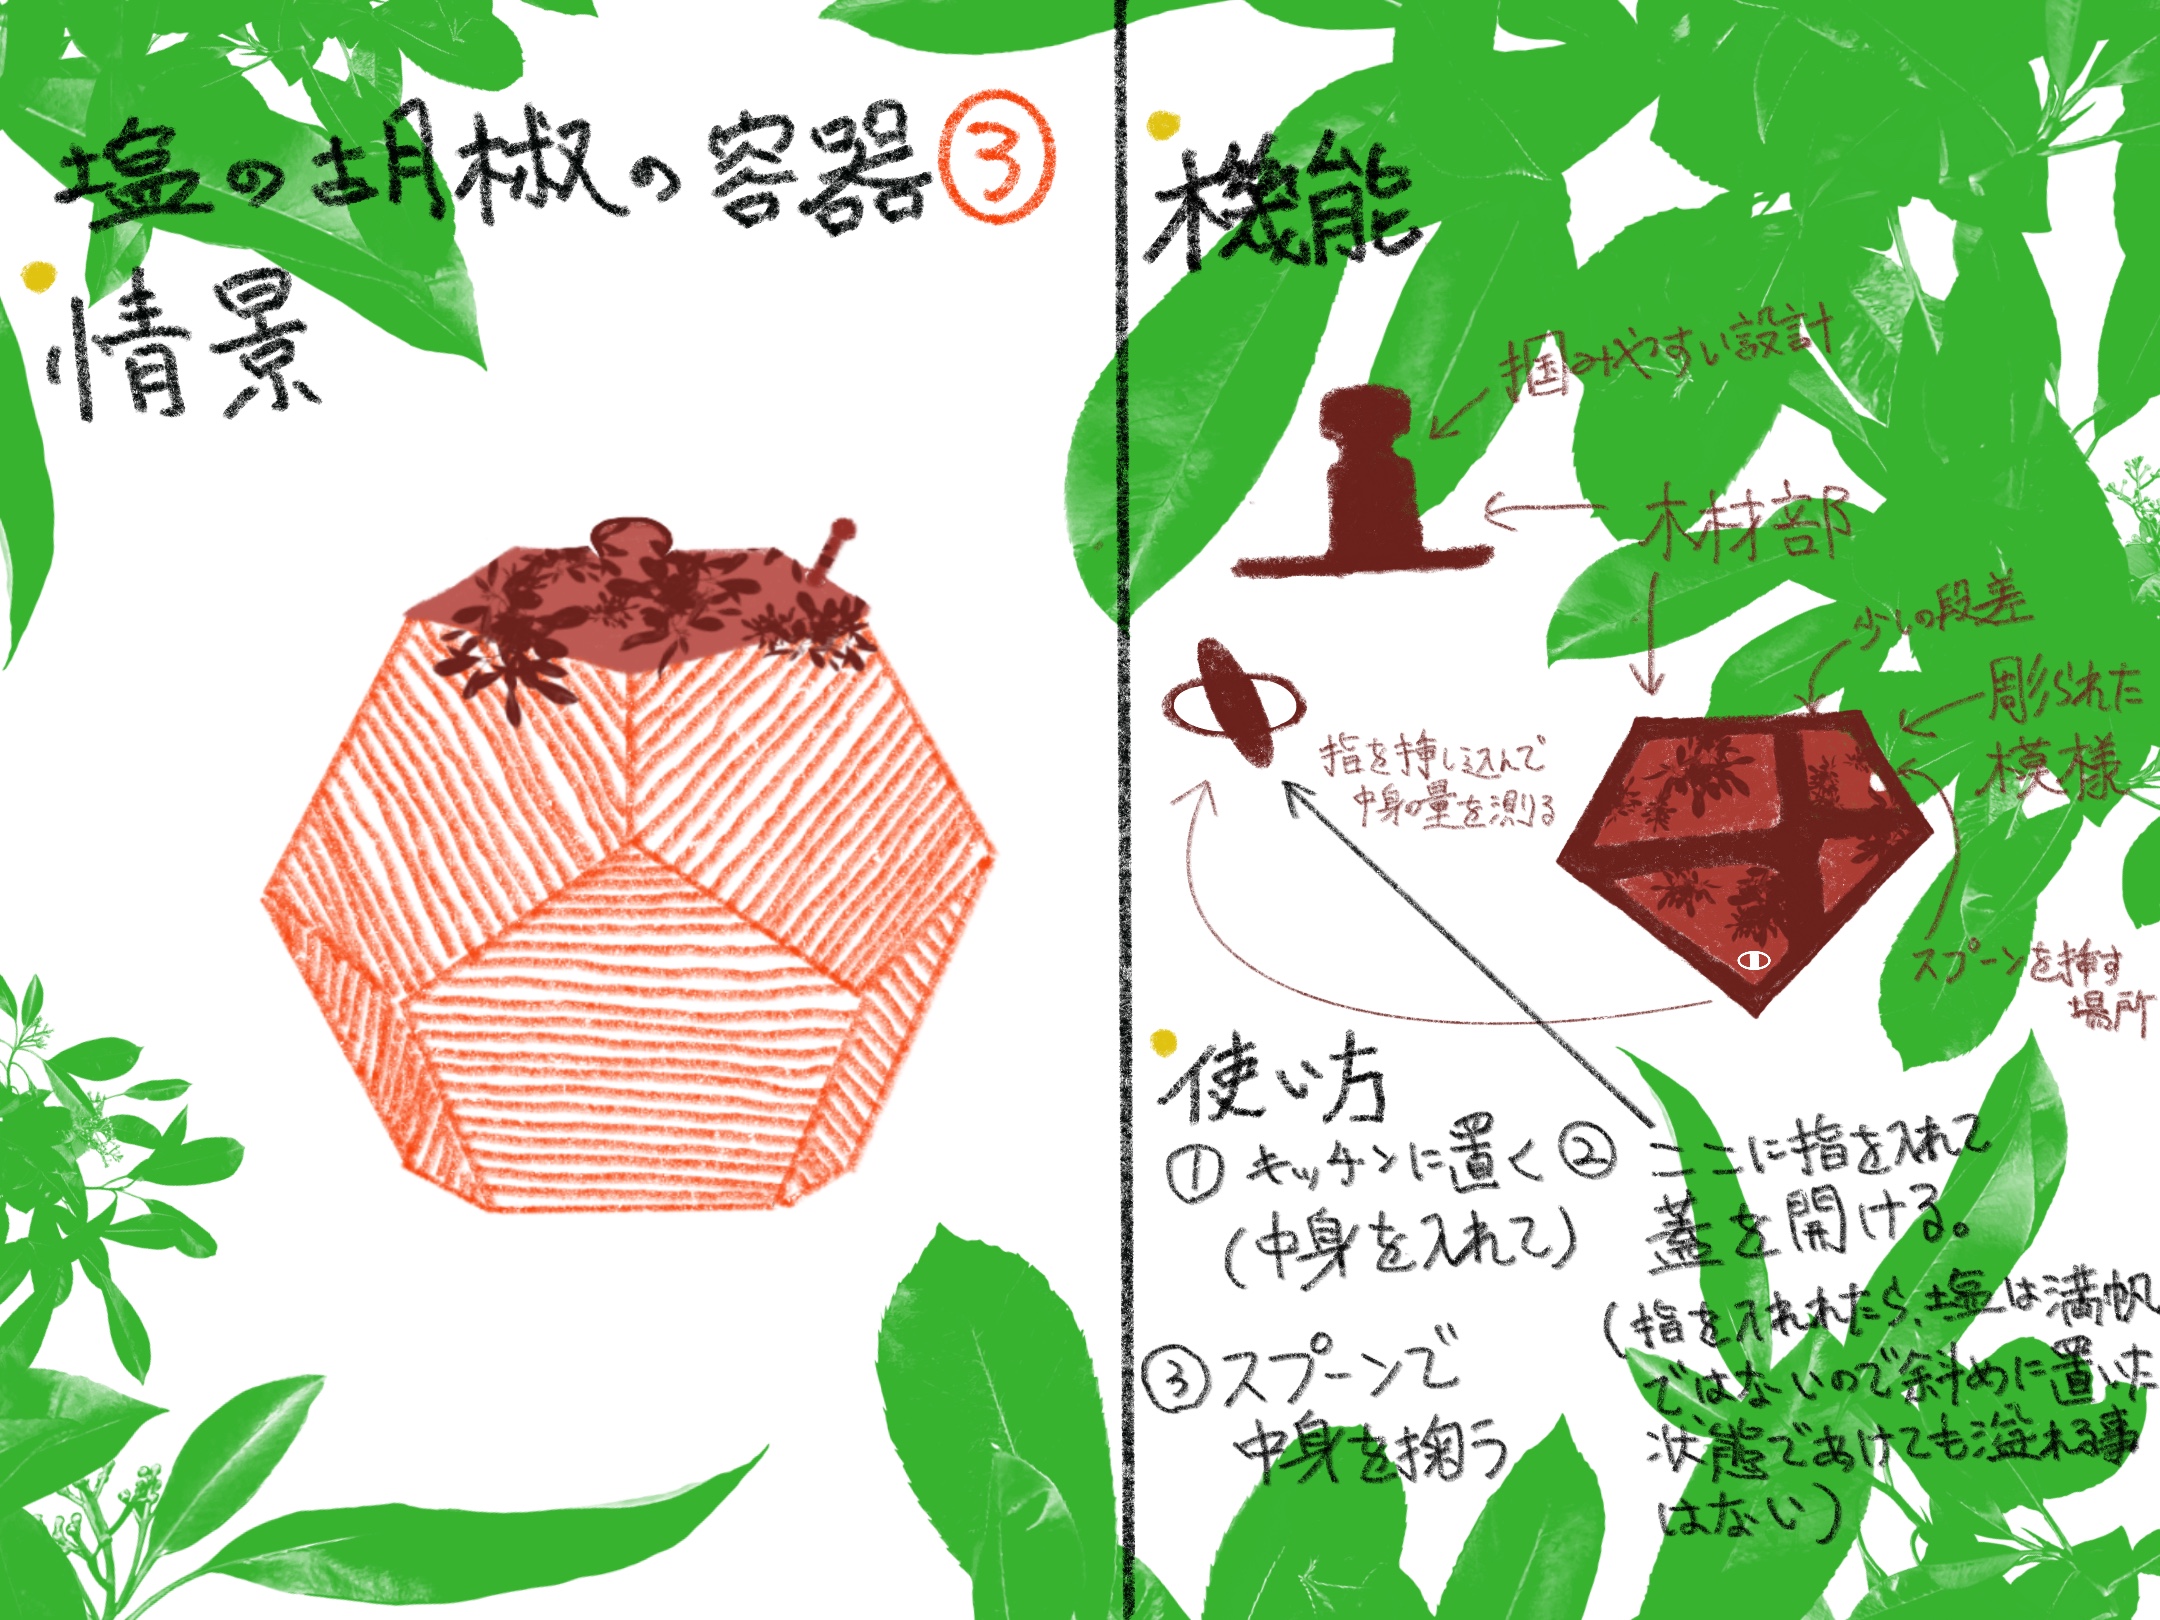 塩の胡椒の容器③
情景
機能
掴みやすい設計
木材部
少しの段差
彫られた
模様
指を挿し込んで
中身の量を測る
スプーンを挿す
場所
使い方
① キッチンに置く
(中身を入れて)
② ここに指を入れて
蓋を開ける。
(指を入れれたら、塩は満帆
ではないので斜めに置いた
状態であけても溢れる事
はない)
③ スプーンで
中身を掬う